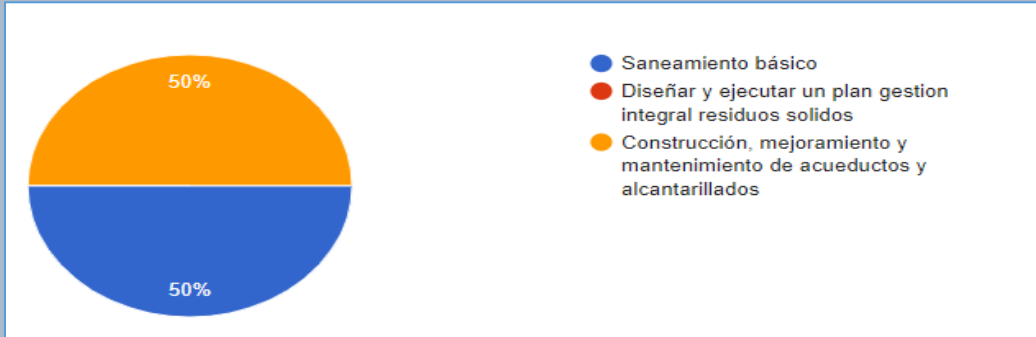 50%
50%
Saneamiento básico
Diseñar y ejecutar un plan gestion
integral residuos solidos
Construcción, mejoramiento y
mantenimiento de acueductos y
alcantarillados